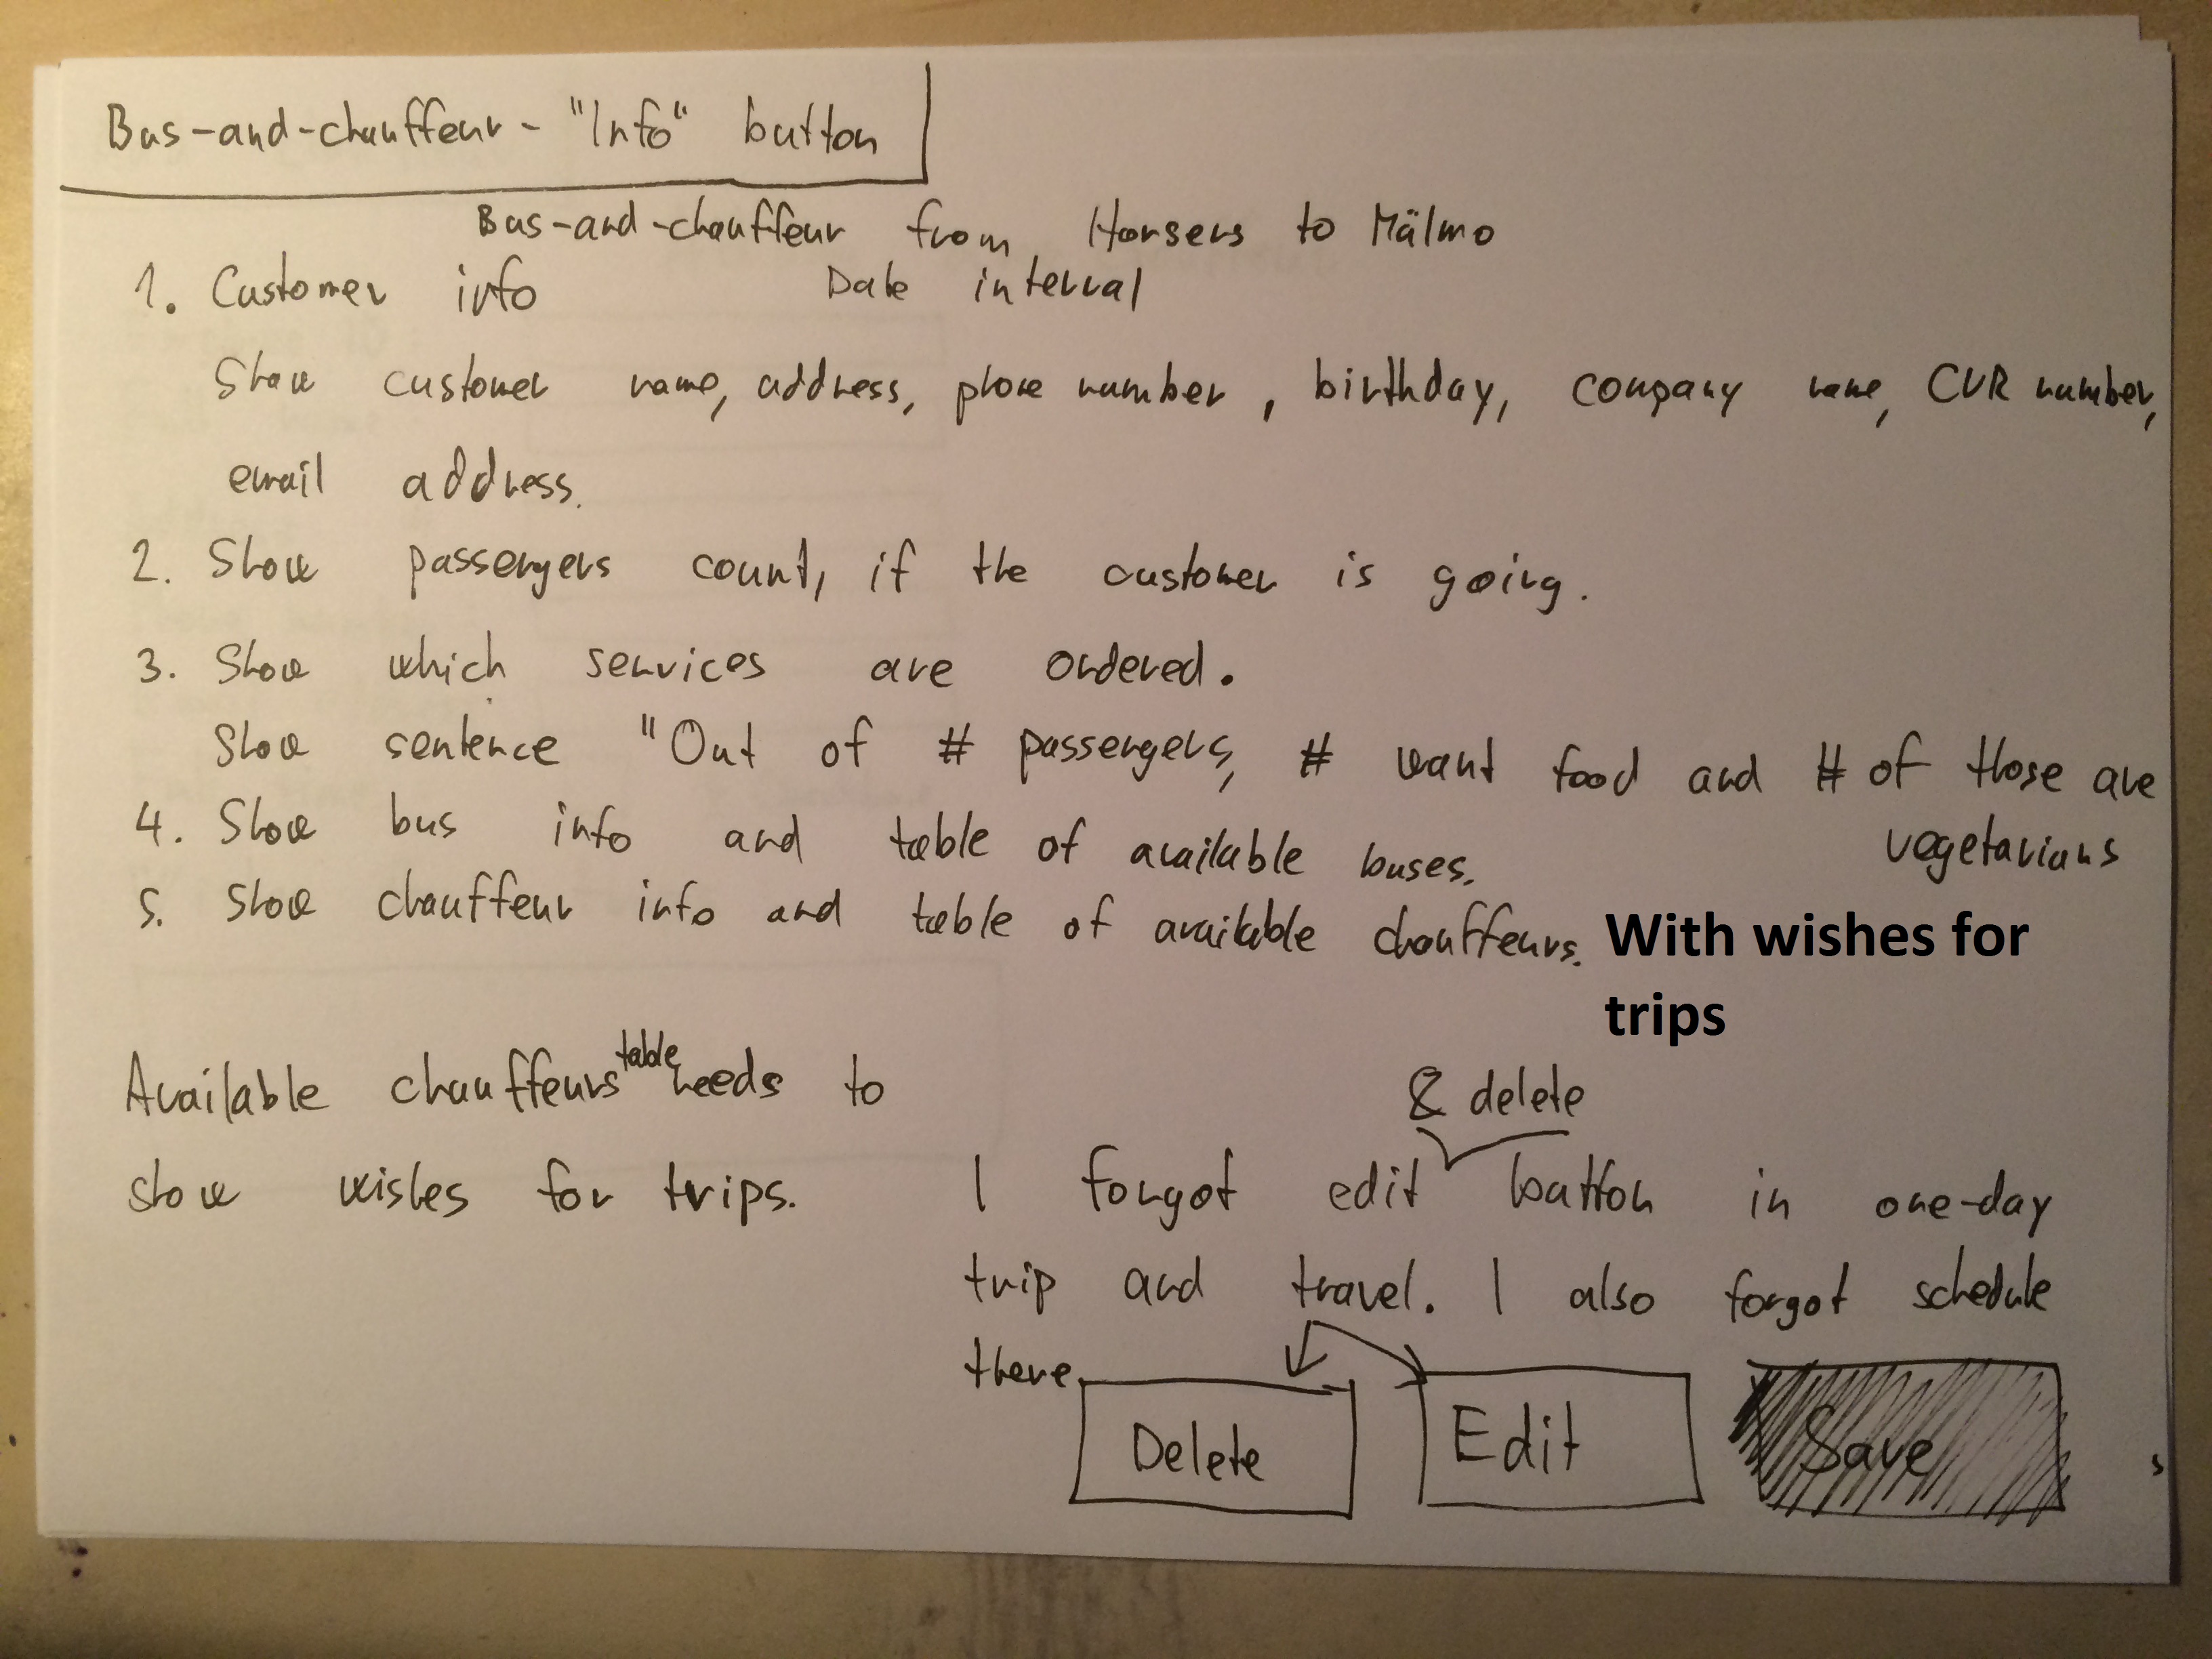 Bus-and-chauffeur - "Info" button
Bus-and-chauffeur from Horsens to Mälmo
1. Customer info Date interval
Show customer name, address, phone number, birthday, company name, CVR number,
email address.
2. Show passengers count, if the customer is going.
3. Show which services are ordered.
Show sentence "Out of # passengers, # want food and # of those are
vegetarians
4. Show bus info and table of available buses.
5. Show chauffeur info and table of available chauffeurs. With wishes for
trips
Available chauffeurs table needs to
show wishes for trips.
& delete
I forgot edit button in one-day
trip and travel. I also forgot schedule
there.
Delete Edit Save